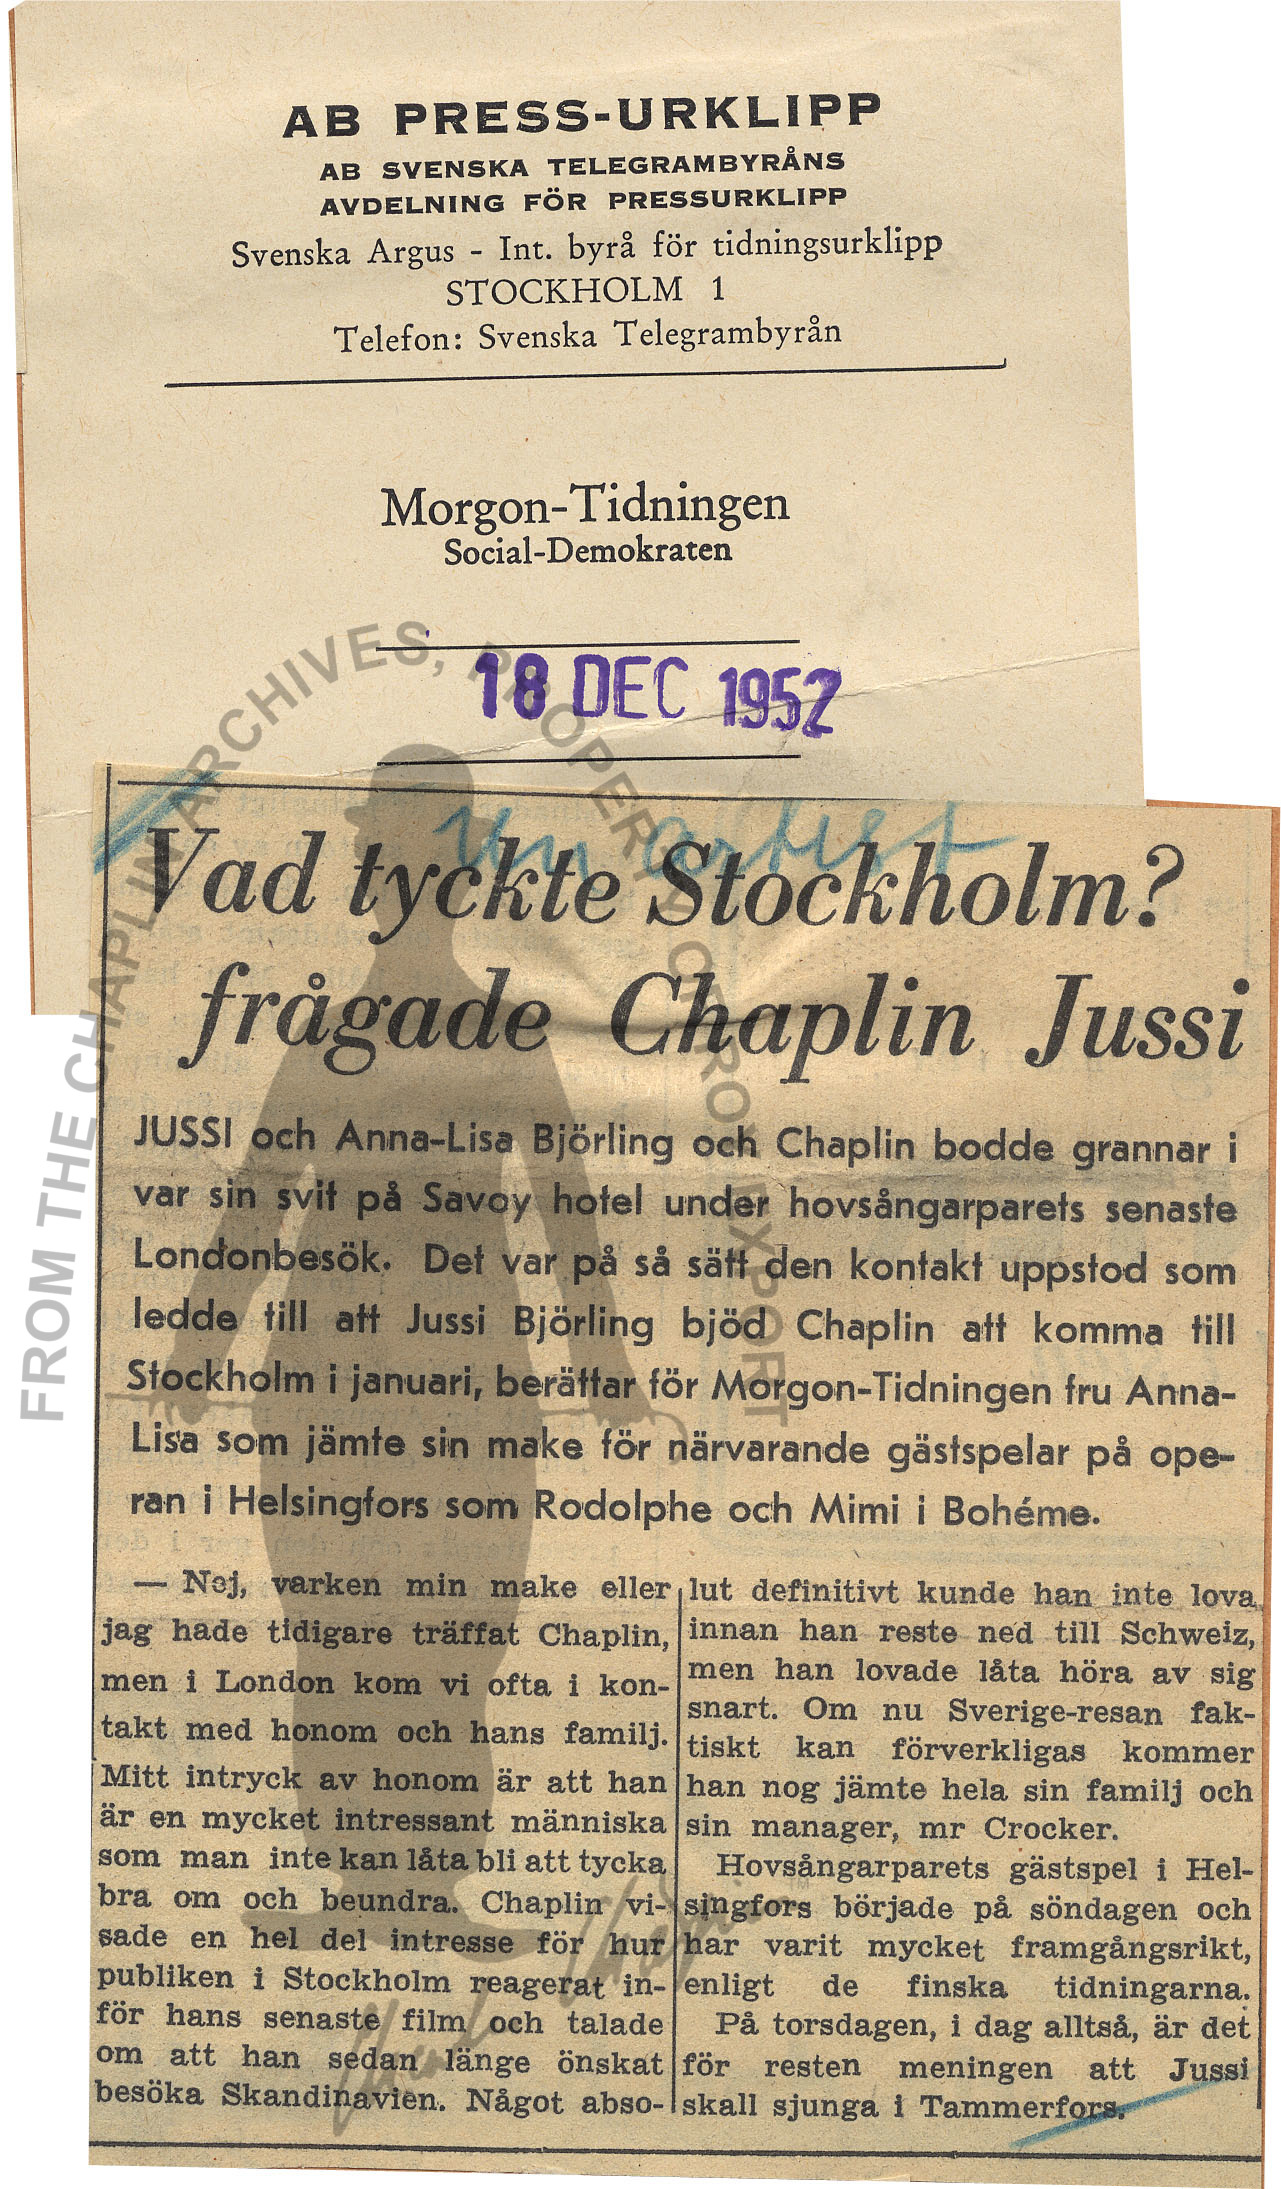 AB PRESS-URKLIPP
AB SVENSKA TELEGRAMBYRÅNS
AVDELNING FÖR PRESSURKLIPP
Svenska Argus - Int. byrå för tidningsurklipp
STOCKHOLM 1
Telefon: Svenska Telegrambyrån
Morgon-Tidningen
Social-Demokraten
18 DEC 1952
FROM THE CHAPLIN ARCHIVES, PROPERTY OF ROY EXPORT
Vad tyckte Stockholm?
frågade Chaplin Jussi
JUSSI och Anna-Lisa Björling och Chaplin bodde grannar i
var sin svit på Savoy hotel under hovsångarparets senaste
Londonbesök. Det var på så sätt den kontakt uppstod som
ledde till att Jussi Björling bjöd Chaplin att komma till
Stockholm i januari, berättar för Morgon-Tidningen fru Anna-
Lisa som jämte sin make för närvarande gästspelar på ope-
ran i Helsingfors som Rodolphe och Mimi i Bohéme.
— Nej, varken min make eller
jag hade tidigare träffat Chaplin,
men i London kom vi ofta i kon-
takt med honom och hans familj.
Mitt intryck av honom är att han
är en mycket intressant människa
som man inte kan låta bli att tycka
bra om och beundra. Chaplin vi-
sade en hel del intresse för hur
publiken i Stockholm reagerat in-
för hans senaste film och talade
om att han sedan länge önskat
besöka Skandinavien. Något abso-
lut definitivt kunde han inte lova
innan han reste ned till Schweiz,
men han lovade låta höra av sig
snart. Om nu Sverige-resan fak-
tiskt kan förverkligas kommer
han nog jämte hela sin familj och
sin manager, mr Crocker.
Hovsångarparets gästspel i Hel-
singfors började på söndagen och
har varit mycket framgångsrikt,
enligt de finska tidningarna.
På torsdagen, i dag alltså, är det
för resten meningen att Jussi
skall sjunga i Tammerfors.